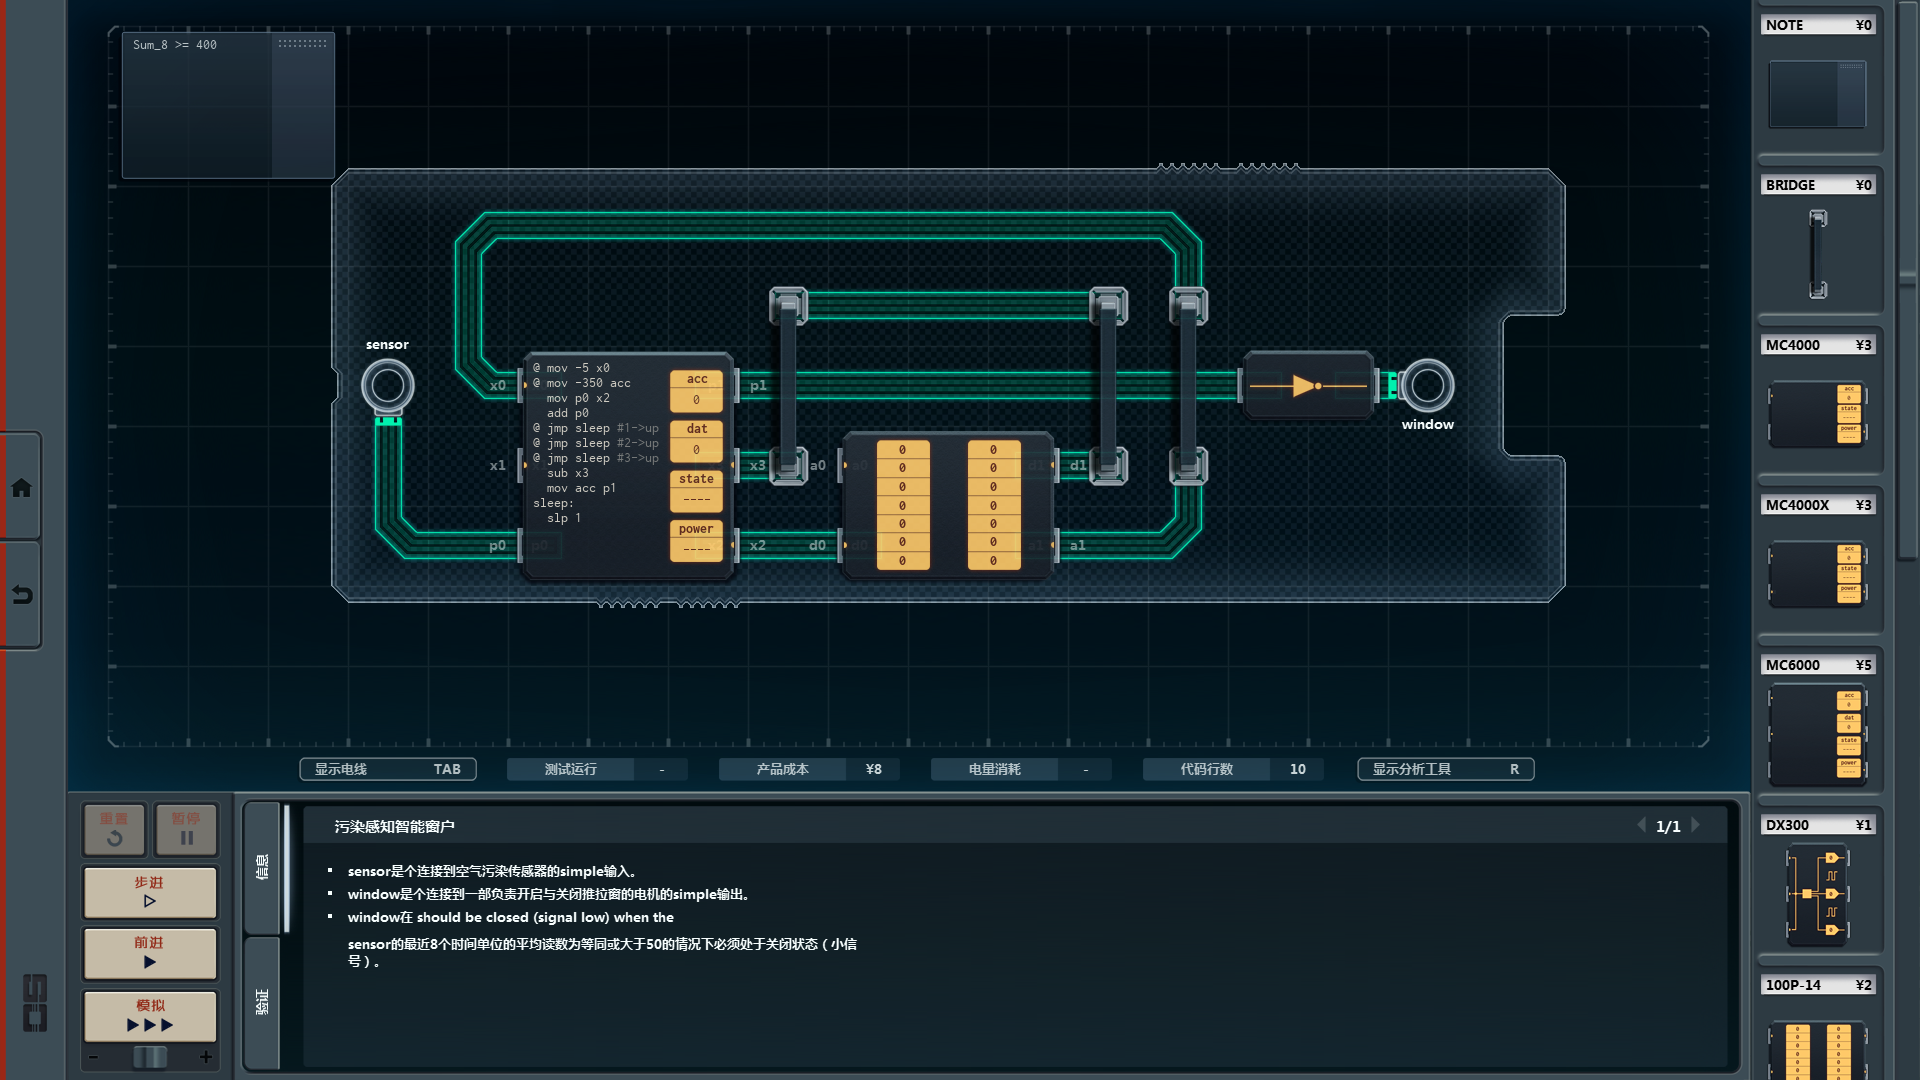 Sum_8 >= 400
sensor
window
x0
x1
p0
p1
x3
x2
a0
d0
d1
a1
@ mov -5 x0
@ mov -350 acc
mov p0 x2
add p0
@ jmp sleep #1->up
@ jmp sleep #2->up
@ jmp sleep #3->up
sub x3
mov acc p1
sleep:
slp 1
acc
0
dat
0
state
----
power
----
0 0
0 0
0 0
0 0
0 0
0 0
0 0
显示电线 TAB
测试运行 -
产品成本 ¥8
电量消耗 -
代码行数 10
显示分析工具 R
重置
暂停
步进
前进
模拟
- +
信息
验证
污染感知智能窗户
1/1
▪ sensor是个连接到空气污染传感器的simple输入。
▪ window是个连接到一部负责开启与关闭推拉窗的电机的simple输出。
▪ window在 should be closed (signal low) when the
sensor的最近8个时间单位的平均读数为等同或大于50的情况下必须处于关闭状态（小信
号）。
NOTE ¥0
BRIDGE ¥0
MC4000 ¥3
MC4000X ¥3
MC6000 ¥5
DX300 ¥1
100P-14 ¥2